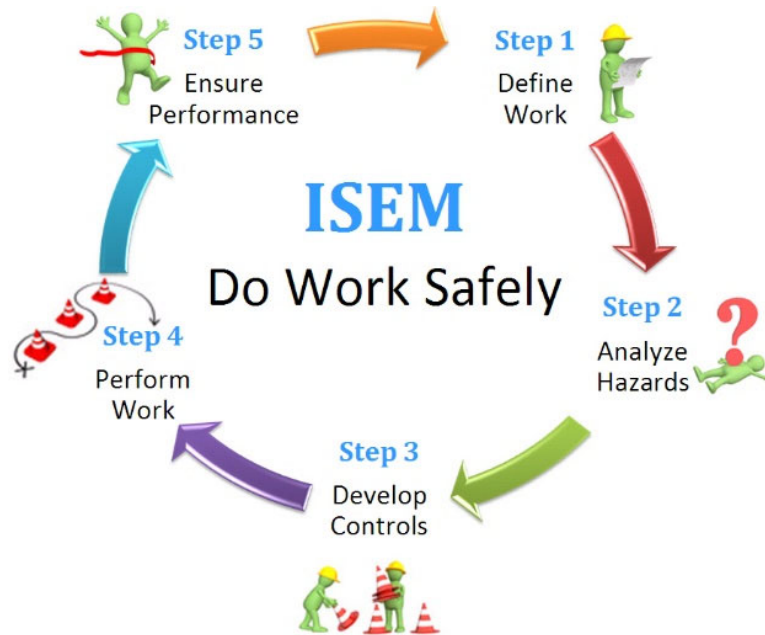 ISEM
Do Work Safely
Step 1
Define
Work
Step 2
Analyze
Hazards
?
Step 3
Develop
Controls
Step 4
Perform
Work
Step 5
Ensure
Performance